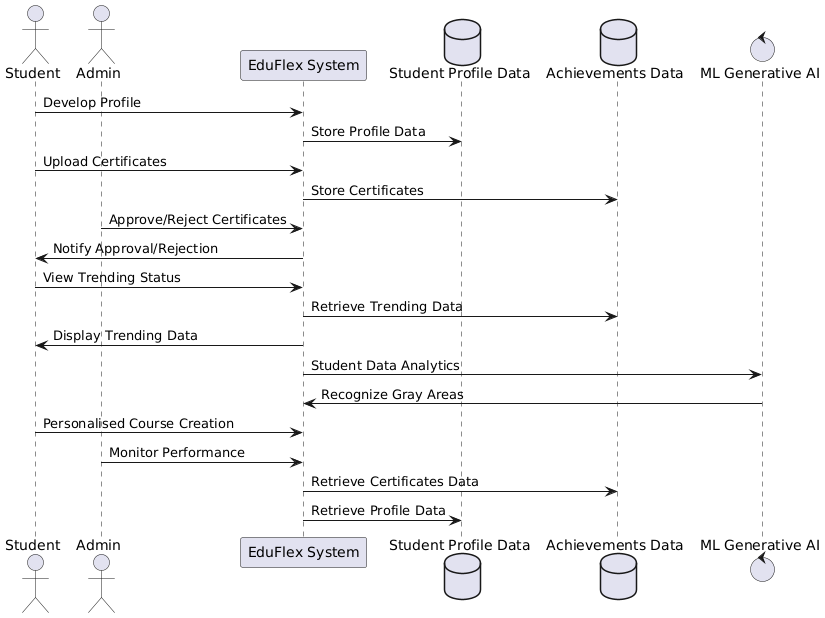 Student
Admin
EduFlex System
Student Profile Data
Achievements Data
ML Generative AI
Develop Profile
Store Profile Data
Upload Certificates
Store Certificates
Approve/Reject Certificates
Notify Approval/Rejection
View Trending Status
Retrieve Trending Data
Display Trending Data
Student Data Analytics
Recognize Gray Areas
Personalised Course Creation
Monitor Performance
Retrieve Certificates Data
Retrieve Profile Data
Student
Admin
EduFlex System
Student Profile Data
Achievements Data
ML Generative AI